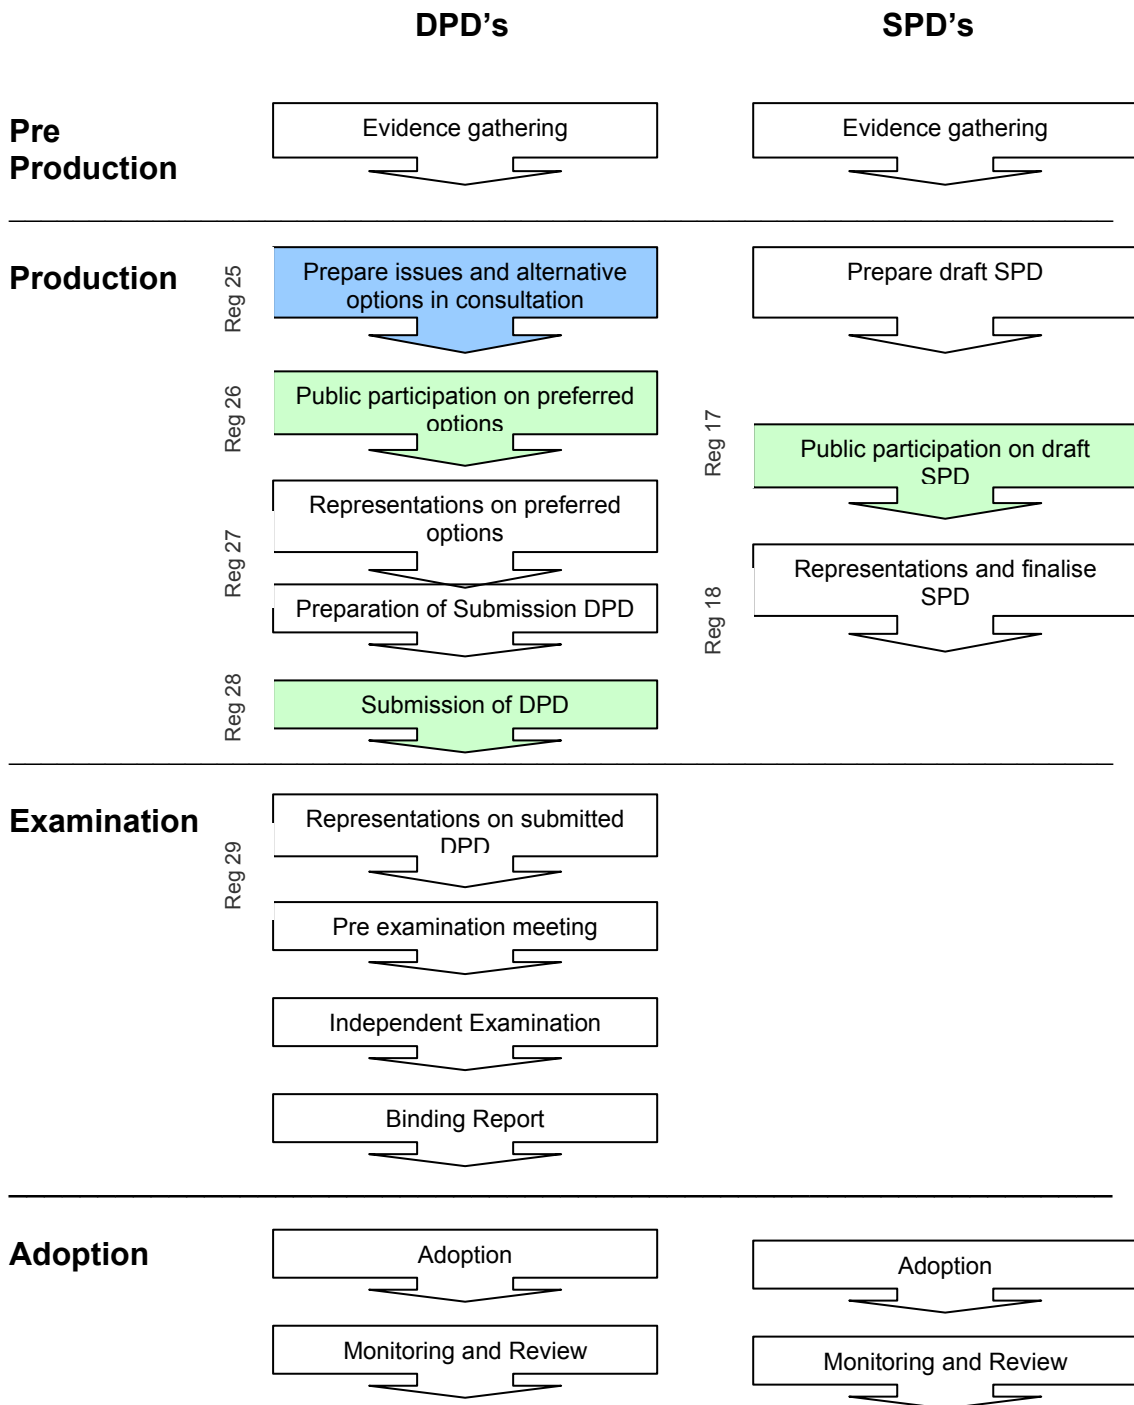 DPD's
SPD's
Pre
Production
Evidence gathering
Evidence gathering
Production
Reg 25
Prepare issues and alternative
options in consultation
Prepare draft SPD
Reg 26
Public participation on preferred
options
Reg 17
Public participation on draft
SPD
Reg 27
Representations on preferred
options
Preparation of Submission DPD
Reg 18
Representations and finalise
SPD
Reg 28
Submission of DPD
Examination
Reg 29
Representations on submitted
DPD
Pre examination meeting
Independent Examination
Binding Report
Adoption
Adoption
Adoption
Monitoring and Review
Monitoring and Review